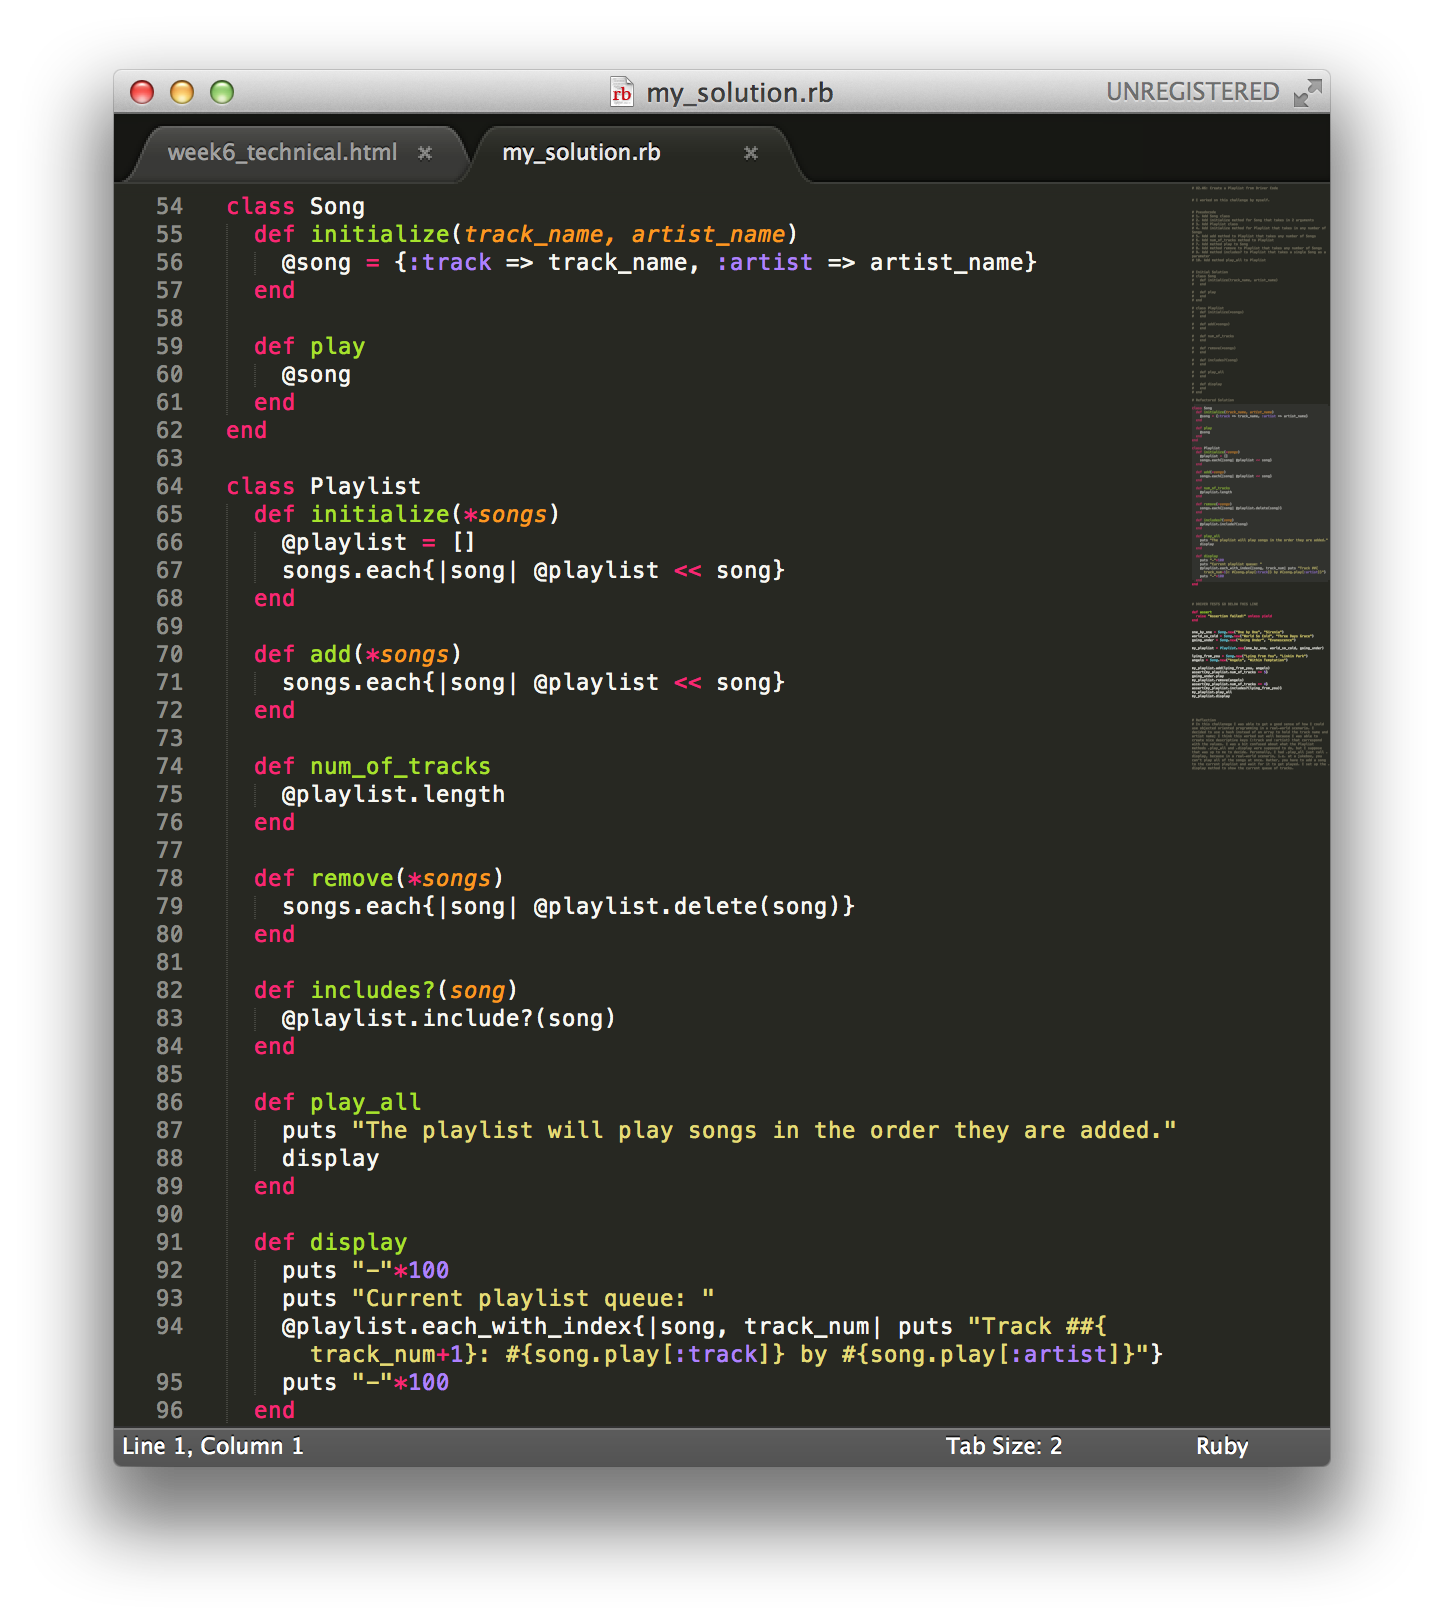 rb my_solution.rb UNREGISTERED
week6_technical.html × my_solution.rb ×
54 class Song
55 def initialize(track_name, artist_name)
56 @song = {:track => track_name, :artist => artist_name}
57 end
58
59 def play
60 @song
61 end
62 end
63
64 class Playlist
65 def initialize(*songs)
66 @playlist = []
67 songs.each{|song| @playlist << song}
68 end
69
70 def add(*songs)
71 songs.each{|song| @playlist << song}
72 end
73
74 def num_of_tracks
75 @playlist.length
76 end
77
78 def remove(*songs)
79 songs.each{|song| @playlist.delete(song)}
80 end
81
82 def includes?(song)
83 @playlist.include?(song)
84 end
85
86 def play_all
87 puts "The playlist will play songs in the order they are added."
88 display
89 end
90
91 def display
92 puts "-"*100
93 puts "Current playlist queue: "
94 @playlist.each_with_index{|song, track_num| puts "Track ##{
track_num+1}: #{song.play[:track]} by #{song.play[:artist]}"}
95 puts "-"*100
96 end
Line 1, Column 1 Tab Size: 2 Ruby